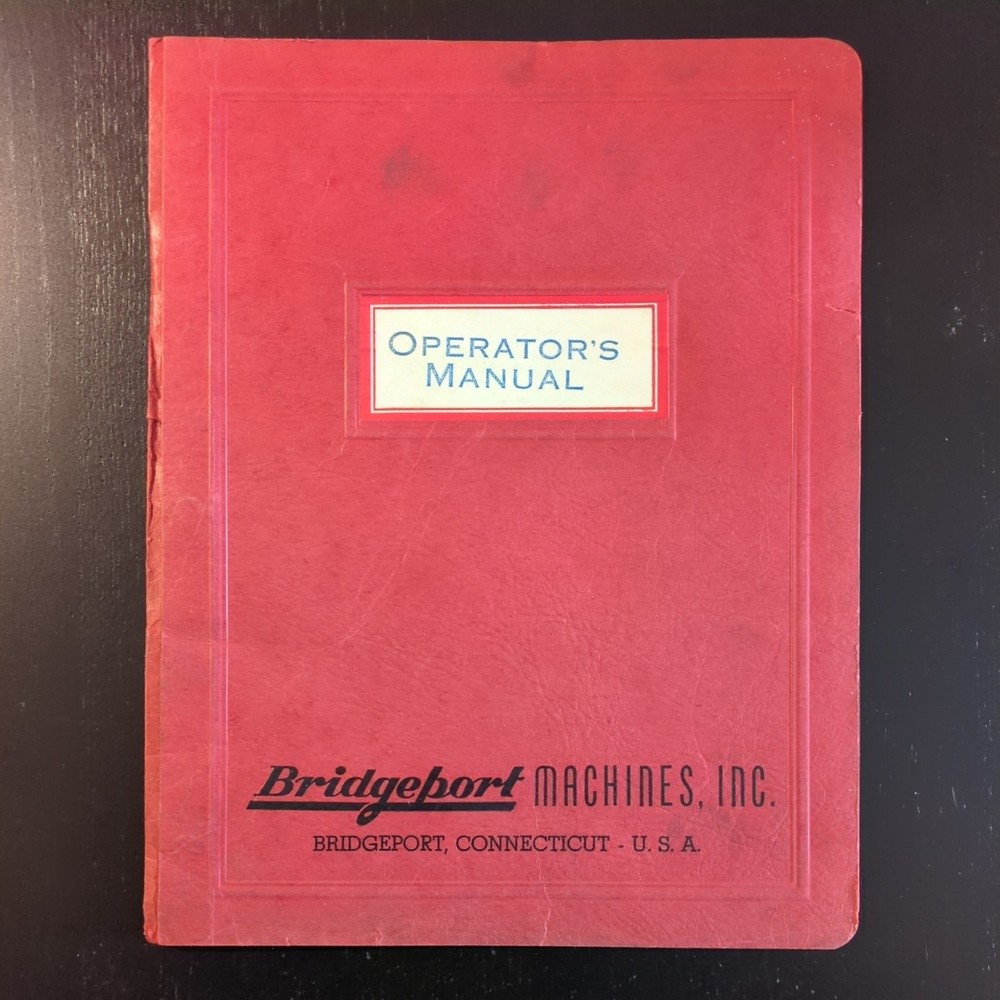 OPERATOR'S
MANUAL
Bridgeport MACHINES, INC.
BRIDGEPORT, CONNECTICUT - U. S. A.